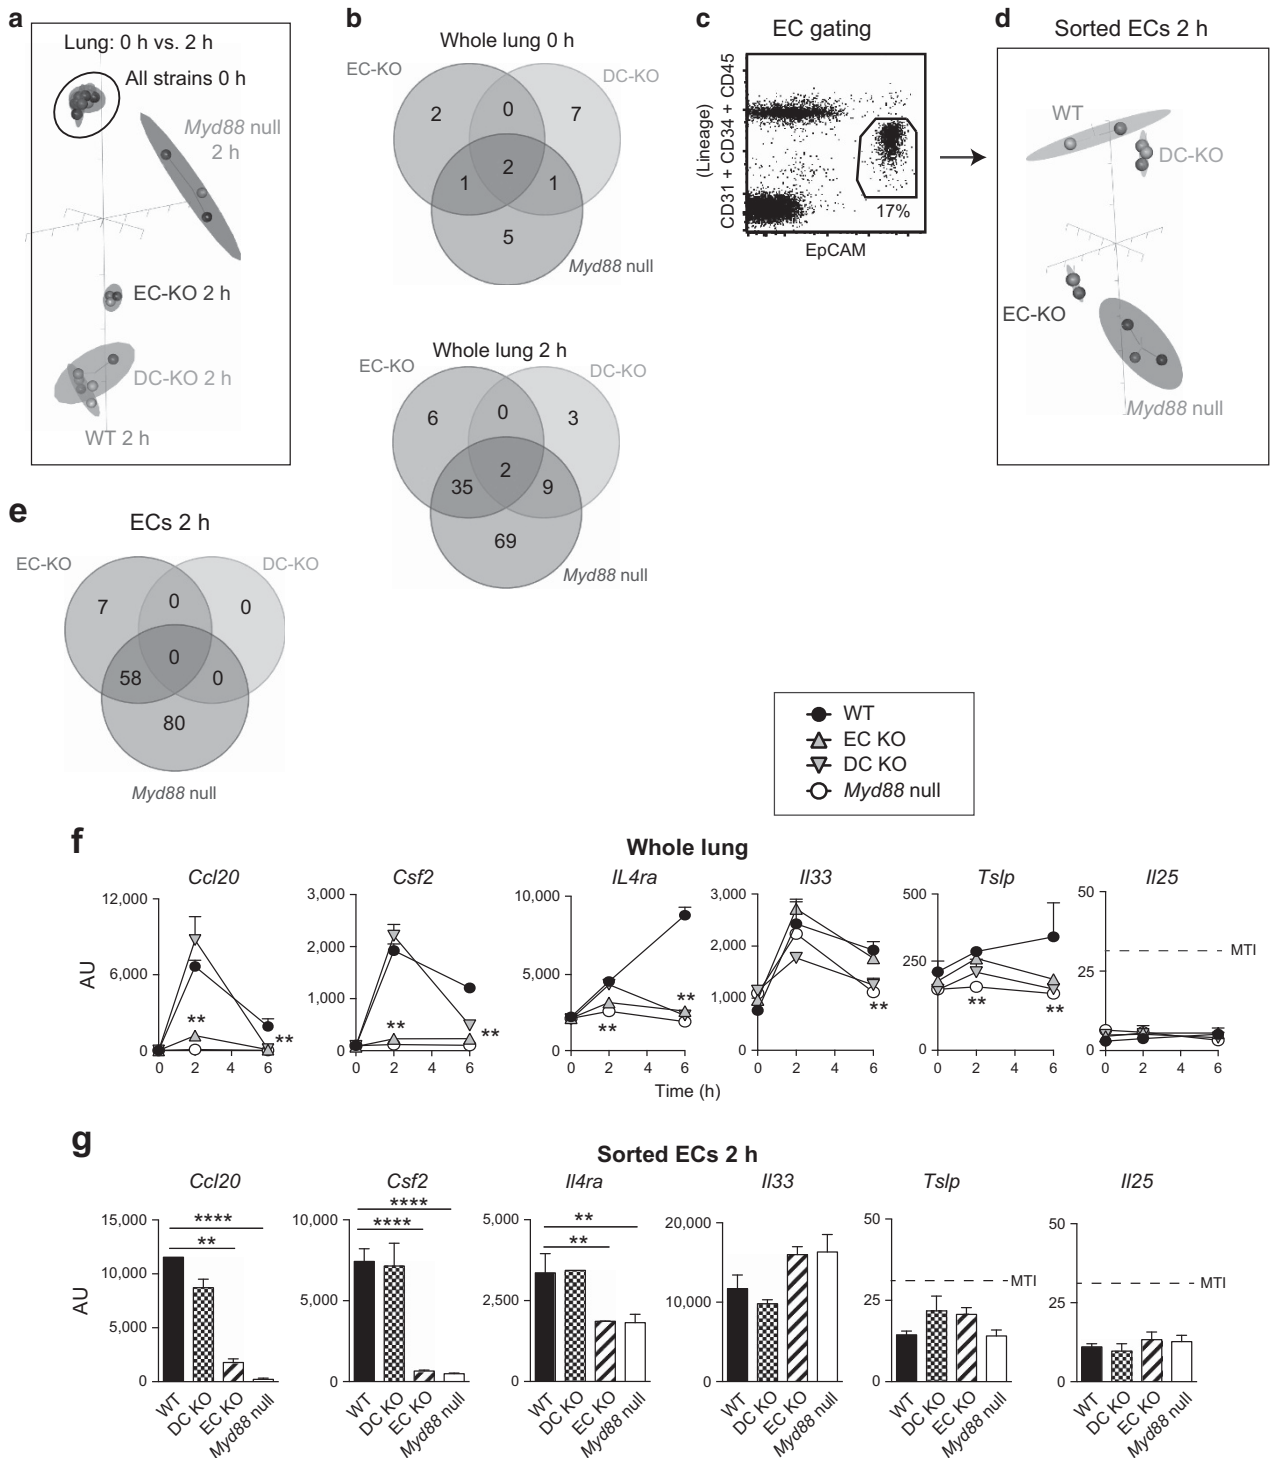 a
Lung: 0 h vs. 2 h
All strains 0 h
Myd88 null
2 h
EC-KO 2 h
DC-KO 2 h
WT 2 h
b
Whole lung 0 h
EC-KO
DC-KO
2
0
7
1
2
1
5
Myd88 null
Whole lung 2 h
EC-KO
DC-KO
6
0
3
35
2
9
69
Myd88 null
c
EC gating
(Lineage)
CD31 + CD34 + CD45
17%
EpCAM
d
Sorted ECs 2 h
WT
DC-KO
EC-KO
Myd88 null
e
ECs 2 h
EC-KO
DC-KO
7
0
0
0
58
0
80
Myd88 null
WT
EC KO
DC KO
Myd88 null
f
Whole lung
Ccl20
Csf2
IL4ra
Il33
Tslp
Il25
AU
12,000
6,000
0
**
**
0 2 4 6
3,000
2,000
1,000
0
**
**
0 2 4 6
10,000
5,000
0
**
**
0 2 4 6
3,000
2,000
1,000
0
**
0 2 4 6
500
250
0
**
**
0 2 4 6
50
25
0
MTI
0 2 4 6
Time (h)
g
Sorted ECs 2 h
Ccl20
Csf2
Il4ra
Il33
Tslp
Il25
AU
15,000
10,000
5,000
0
****
**
WT
DC KO
EC KO
Myd88 null
10,000
5,000
0
****
****
WT
DC KO
EC KO
Myd88 null
5,000
2,500
0
**
**
WT
DC KO
EC KO
Myd88 null
20,000
10,000
0
WT
DC KO
EC KO
Myd88 null
50
25
0
MTI
WT
DC KO
EC KO
Myd88 null
50
25
0
MTI
WT
DC KO
EC KO
Myd88 null